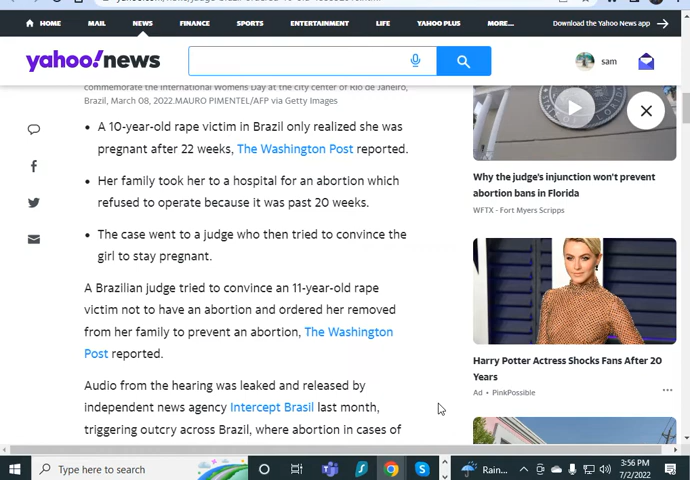 HOME MAIL NEWS FINANCE SPORTS ENTERTAINMENT LIFE YAHOO PLUS MORE... Download the Yahoo News app
yahoo!news
sam
commemorate the International Womens Day at the city center of Rio de Janeiro,
Brazil, March 08, 2022.MAURO PIMENTEL/AFP via Getty Images
• A 10-year-old rape victim in Brazil only realized she was
pregnant after 22 weeks, The Washington Post reported.
• Her family took her to a hospital for an abortion which
refused to operate because it was past 20 weeks.
• The case went to a judge who then tried to convince the
girl to stay pregnant.
A Brazilian judge tried to convince an 11-year-old rape
victim not to have an abortion and ordered her removed
from her family to prevent an abortion, The Washington
Post reported.
Audio from the hearing was leaked and released by
independent news agency Intercept Brasil last month,
triggering outcry across Brazil, where abortion in cases of
Why the judge's injunction won't prevent
abortion bans in Florida
WFTX - Fort Myers Scripps
Harry Potter Actress Shocks Fans After 20
Years
Ad • PinkPossible
Type here to search
Rain...
3:56 PM
7/2/2022